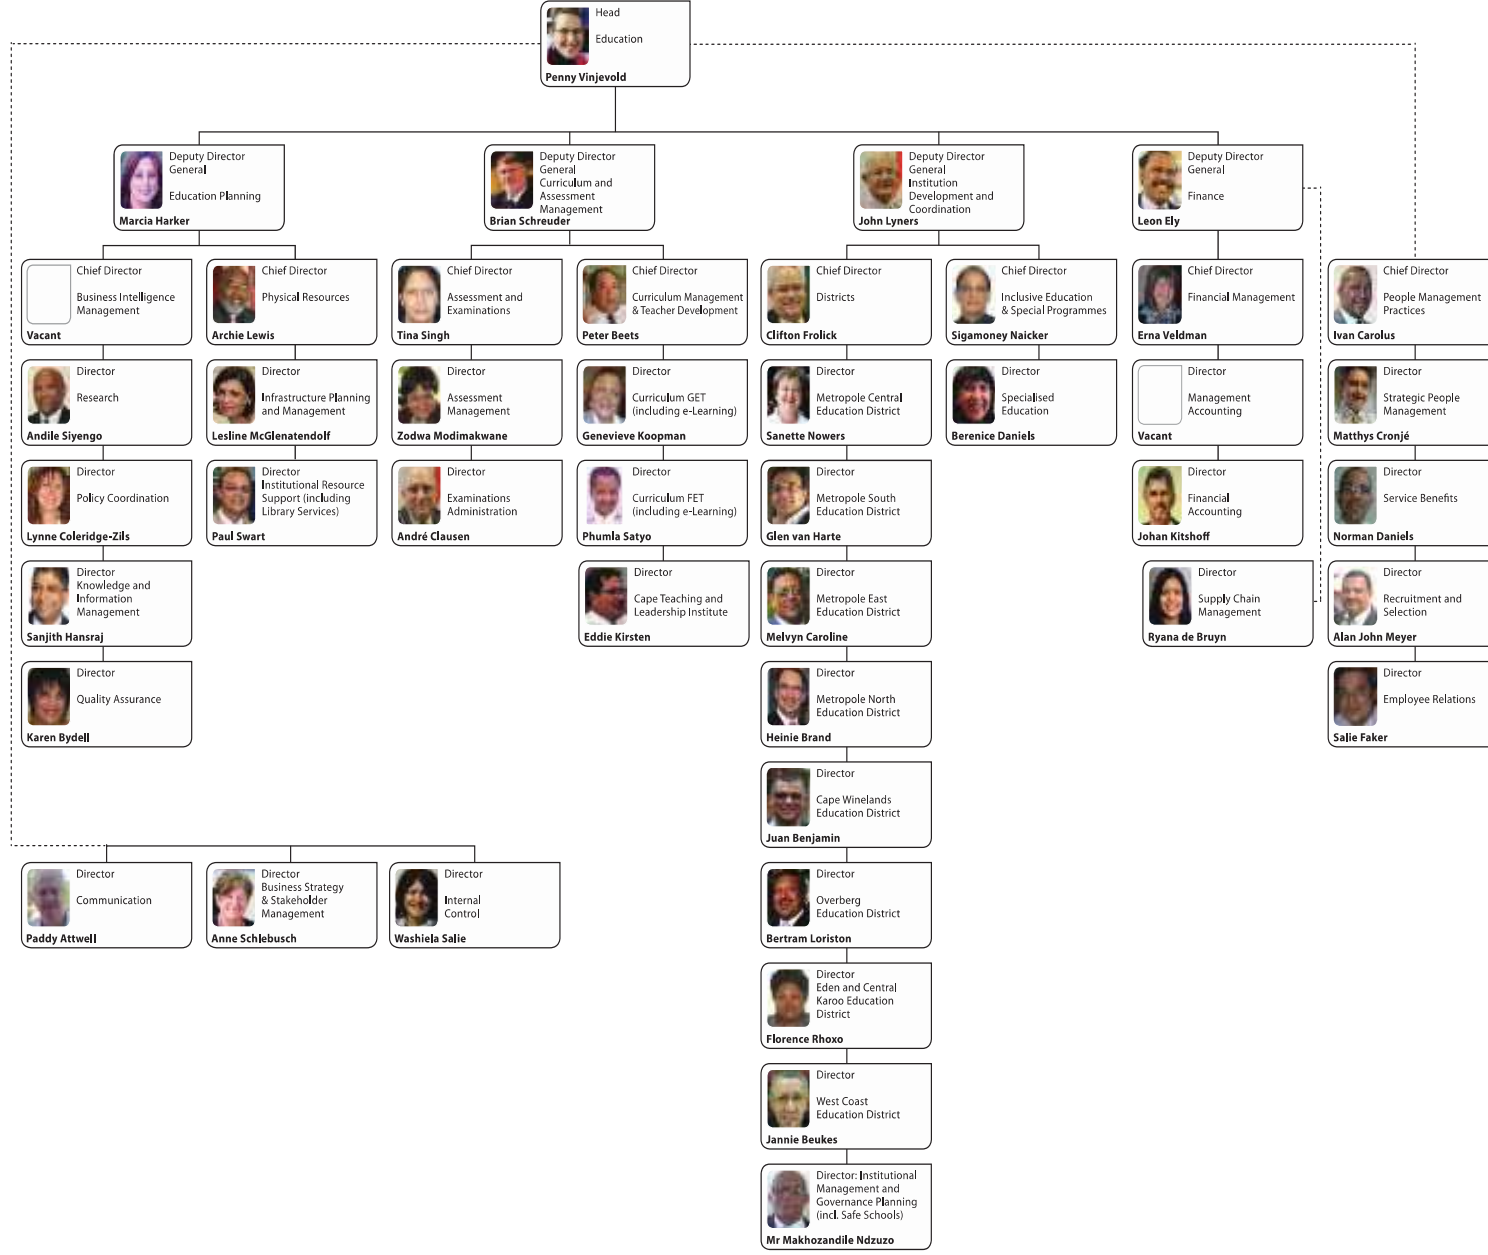 Head
Education
Penny Vinjevold
Deputy Director
General
Education Planning
Marcia Harker
Deputy Director
General
Curriculum and
Assessment
Management
Brian Schreuder
Deputy Director
General
Institution
Development and
Coordination
John Lyners
Deputy Director
General
Finance
Leon Ely
Chief Director
Business Intelligence
Management
Vacant
Chief Director
Physical Resources
Archie Lewis
Chief Director
Assessment and
Examinations
Tina Singh
Chief Director
Curriculum Management
& Teacher Development
Peter Beets
Chief Director
Districts
Clifton Frolick
Chief Director
Inclusive Education
& Special Programmes
Sigamoney Naicker
Chief Director
Financial Management
Erna Veldman
Chief Director
People Management
Practices
Ivan Carolus
Director
Research
Andile Siyengo
Director
Infrastructure Planning
and Management
Lesline McGlenatendolf
Director
Assessment
Management
Zodwa Modimakwane
Director
Curriculum GET
(including e-Learning)
Genevieve Koopman
Director
Metropole Central
Education District
Sanette Nowers
Director
Specialised
Education
Berenice Daniels
Director
Management
Accounting
Vacant
Director
Strategic People
Management
Matthys Cronjé
Director
Policy Coordination
Lynne Coleridge-Zils
Director
Institutional Resource
Support (including
Library Services)
Paul Swart
Director
Examinations
Administration
André Clausen
Director
Curriculum FET
(including e-Learning)
Phumla Satyo
Director
Metropole South
Education District
Glen van Harte
Director
Financial
Accounting
Johan Kitshoff
Director
Service Benefits
Norman Daniels
Director
Knowledge and
Information
Management
Sanjith Hansraj
Director
Cape Teaching and
Leadership Institute
Eddie Kirsten
Director
Metropole East
Education District
Melvyn Caroline
Director
Supply Chain
Management
Ryana de Bruyn
Director
Recruitment and
Selection
Alan John Meyer
Director
Quality Assurance
Karen Bydell
Director
Metropole North
Education District
Heinie Brand
Director
Employee Relations
Salie Faker
Director
Cape Winelands
Education District
Juan Benjamin
Director
Communication
Paddy Attwell
Director
Business Strategy
& Stakeholder
Management
Anne Schlebusch
Director
Internal
Control
Washiela Salie
Director
Overberg
Education District
Bertram Loriston
Director
Eden and Central
Karoo Education
District
Florence Rhoxo
Director
West Coast
Education District
Jannie Beukes
Director: Institutional
Management and
Governance Planning
(incl. Safe Schools)
Mr Makhozandile Ndzuzo